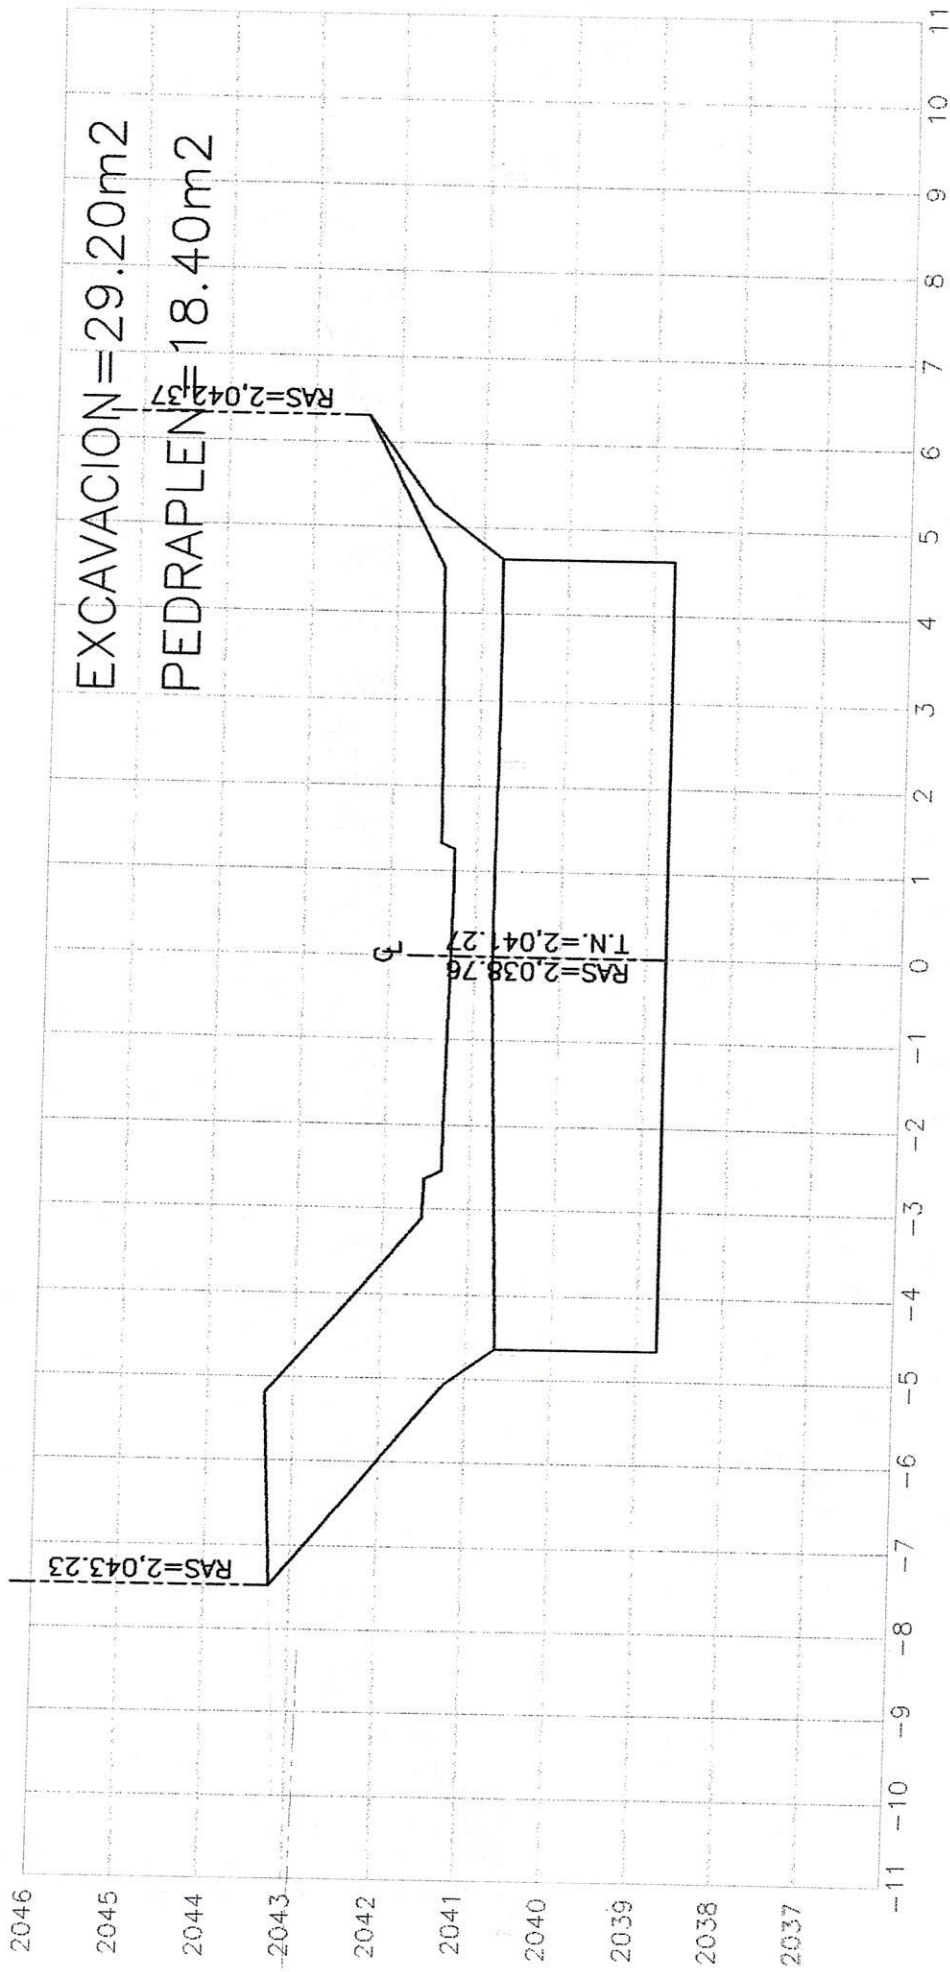 EXCAVACION=29.20m2
PEDRAPLEN=18.40m2
RAS=2,043.23
RAS=2,042.37
℄
RAS=2,038.76
T.N.=2,041.27
2046
2045
2044
2043
2042
2041
2040
2039
2038
2037
-11 -10 -9 -8 -7 -6 -5 -4 -3 -2 -1 0 1 2 3 4 5 6 7 8 9 10 11